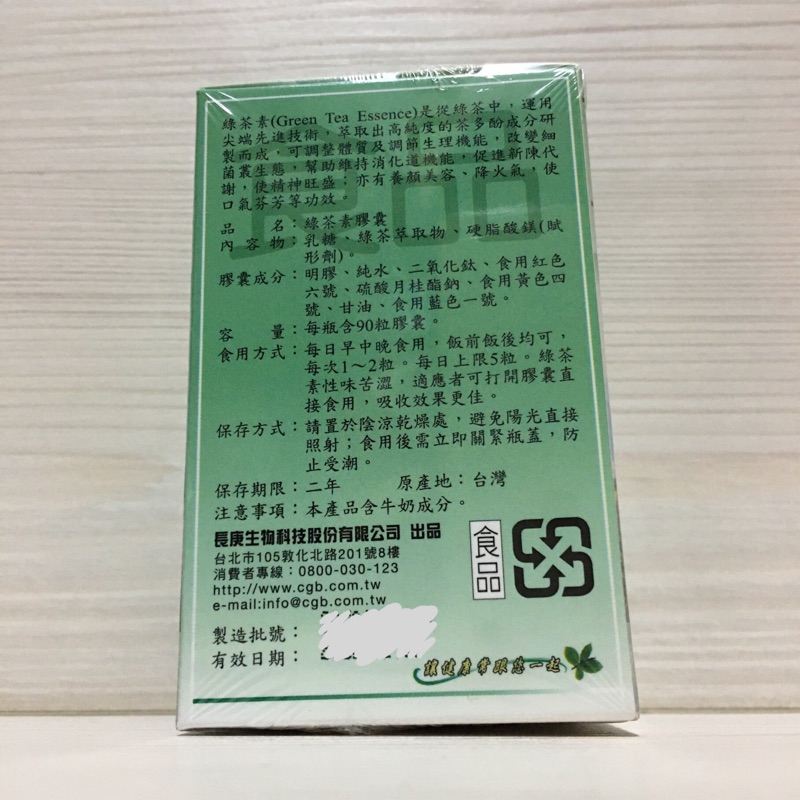 綠茶素(Green Tea Essence)是從綠茶中，運用
尖端先進技術，萃取出高純度的茶多酚成分研
製而成，可調整體質及調節生理機能，改變細
菌叢生態，幫助維持消化道機能，促進新陳代
謝，使精神旺盛；亦有養顏美容、降火氣，使
口氣芬芳等功效。
品名：綠茶素膠囊
內容物：乳糖、綠茶萃取物、硬脂酸鎂(賦
形劑)。
膠囊成分：明膠、純水、二氧化鈦、食用紅色
六號、硫酸月桂酯鈉、食用黃色四
號、甘油、食用藍色一號。
容量：每瓶含90粒膠囊。
食用方式：每日早中晚食用，飯前飯後均可，
每次1～2粒。每日上限5粒。綠茶
素性味苦澀，適應者可打開膠囊直
接食用，吸收效果更佳。
保存方式：請置於陰涼乾燥處，避免陽光直接
照射；食用後需立即關緊瓶蓋，防
止受潮。
保存期限：二年 原產地：台灣
注意事項：本產品含牛奶成分。
長庚生物科技股份有限公司 出品
台北市105敦化北路201號8樓
消費者專線：0800-030-123
http://www.cgb.com.tw
e-mail:info@cgb.com.tw
食品
製造批號：
有效日期：
讓健康常跟您一起